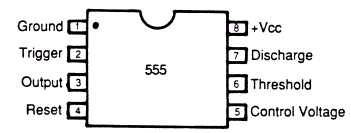 Ground 1
8 +Vcc
Trigger 2
7 Discharge
555
Output 3
6 Threshold
Reset 4
5 Control Voltage